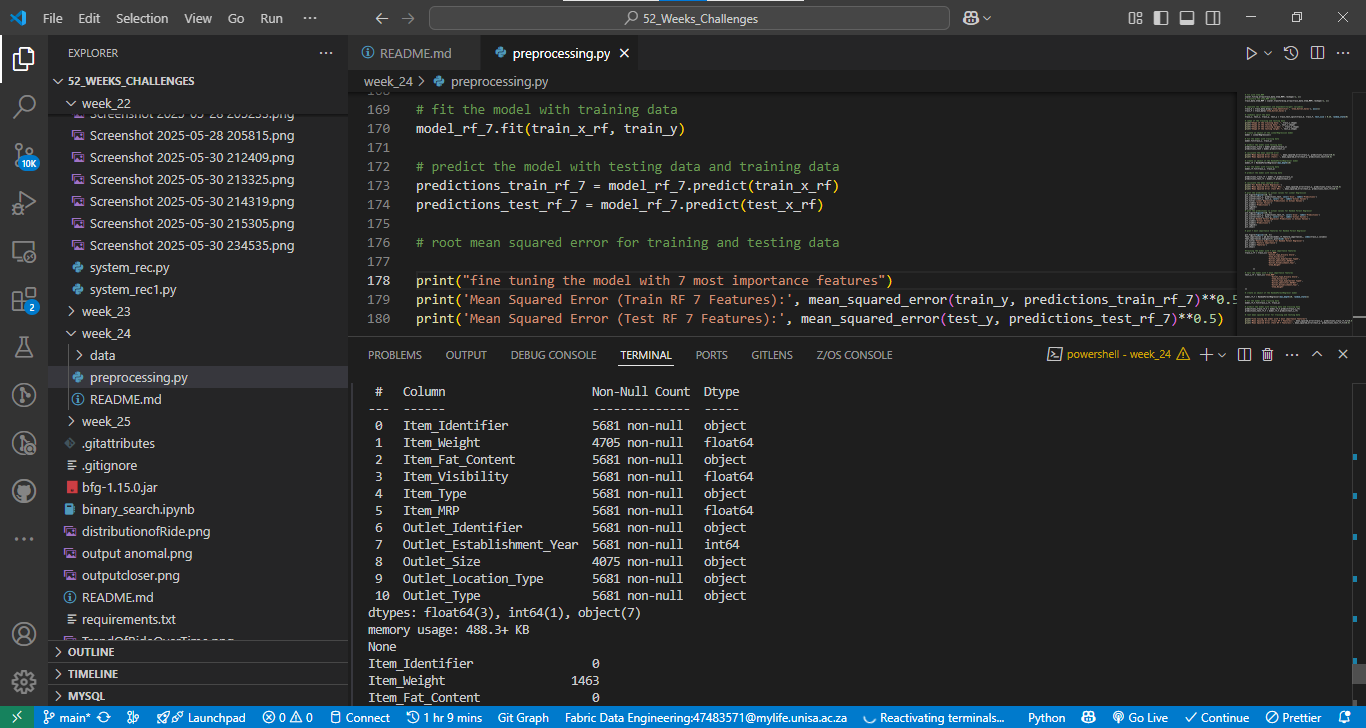 File Edit Selection View Go Run ···
52_Weeks_Challenges
EXPLORER
52_WEEKS_CHALLENGES
week_22
Screenshot 2025-05-28 205235.png
Screenshot 2025-05-28 205815.png
Screenshot 2025-05-30 212409.png
Screenshot 2025-05-30 213325.png
Screenshot 2025-05-30 214319.png
Screenshot 2025-05-30 215305.png
Screenshot 2025-05-30 234535.png
system_rec.py
system_rec1.py
week_23
week_24
data
preprocessing.py
README.md
week_25
.gitattributes
.gitignore
bfg-1.15.0.jar
binary_search.ipynb
distributionofRide.png
output anomal.png
outputcloser.png
README.md
requirements.txt
TrendOfRideOverTime.png
OUTLINE
TIMELINE
MYSQL
10K
2
README.md
preprocessing.py
week_24 > preprocessing.py
168
169 # fit the model with training data
170 model_rf_7.fit(train_x_rf, train_y)
171
172 # predict the model with testing data and training data
173 predictions_train_rf_7 = model_rf_7.predict(train_x_rf)
174 predictions_test_rf_7 = model_rf_7.predict(test_x_rf)
175
176 # root mean squared error for training and testing data
177
178 print("fine tuning the model with 7 most importance features")
179 print('Mean Squared Error (Train RF 7 Features):', mean_squared_error(train_y, predictions_train_rf_7)**0.5
180 print('Mean Squared Error (Test RF 7 Features):', mean_squared_error(test_y, predictions_test_rf_7)**0.5)
PROBLEMS OUTPUT DEBUG CONSOLE TERMINAL PORTS GITLENS Z/OS CONSOLE
powershell - week_24
# Column Non-Null Count Dtype
--- ------ -------------- -----
0 Item_Identifier 5681 non-null object
1 Item_Weight 4705 non-null float64
2 Item_Fat_Content 5681 non-null object
3 Item_Visibility 5681 non-null float64
4 Item_Type 5681 non-null object
5 Item_MRP 5681 non-null float64
6 Outlet_Identifier 5681 non-null object
7 Outlet_Establishment_Year 5681 non-null int64
8 Outlet_Size 4075 non-null object
9 Outlet_Location_Type 5681 non-null object
10 Outlet_Type 5681 non-null object
dtypes: float64(3), int64(1), object(7)
memory usage: 488.3+ KB
None
Item_Identifier 0
Item_Weight 1463
Item_Fat_Content 0
main* Launchpad 0 0 Connect 1 hr 9 mins Git Graph Fabric Data Engineering:47483571@mylife.unisa.ac.za Reactivating terminals... Python Go Live Continue Prettier